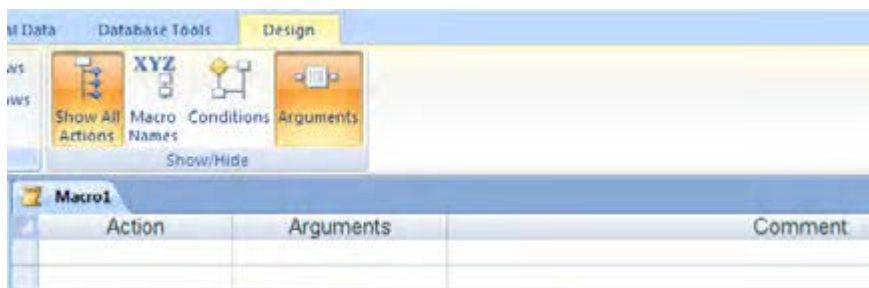 al Data Database Tools Design
ws
ows
Show All Macro Conditions Arguments
Actions Names
Show/Hide
XYZ
Macro1
Action Arguments Comment